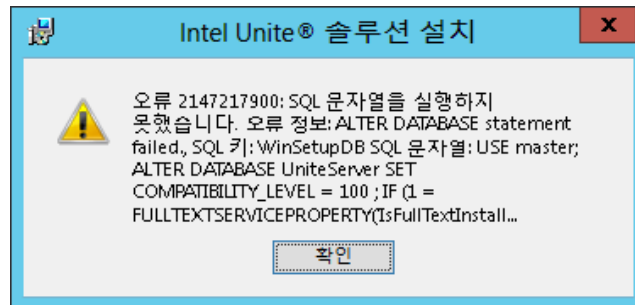 Intel Unite® 솔루션 설치
x
오류 2147217900: SQL 문자열을 실행하지
못했습니다. 오류 정보: ALTER DATABASE statement
failed., SQL 키: WinSetupDB SQL 문자열: USE master;
ALTER DATABASE UniteServer SET
COMPATIBILITY_LEVEL = 100 ; IF (1 =
FULLTEXTSERVICEPROPERTY('IsFullTextInstall...
확인